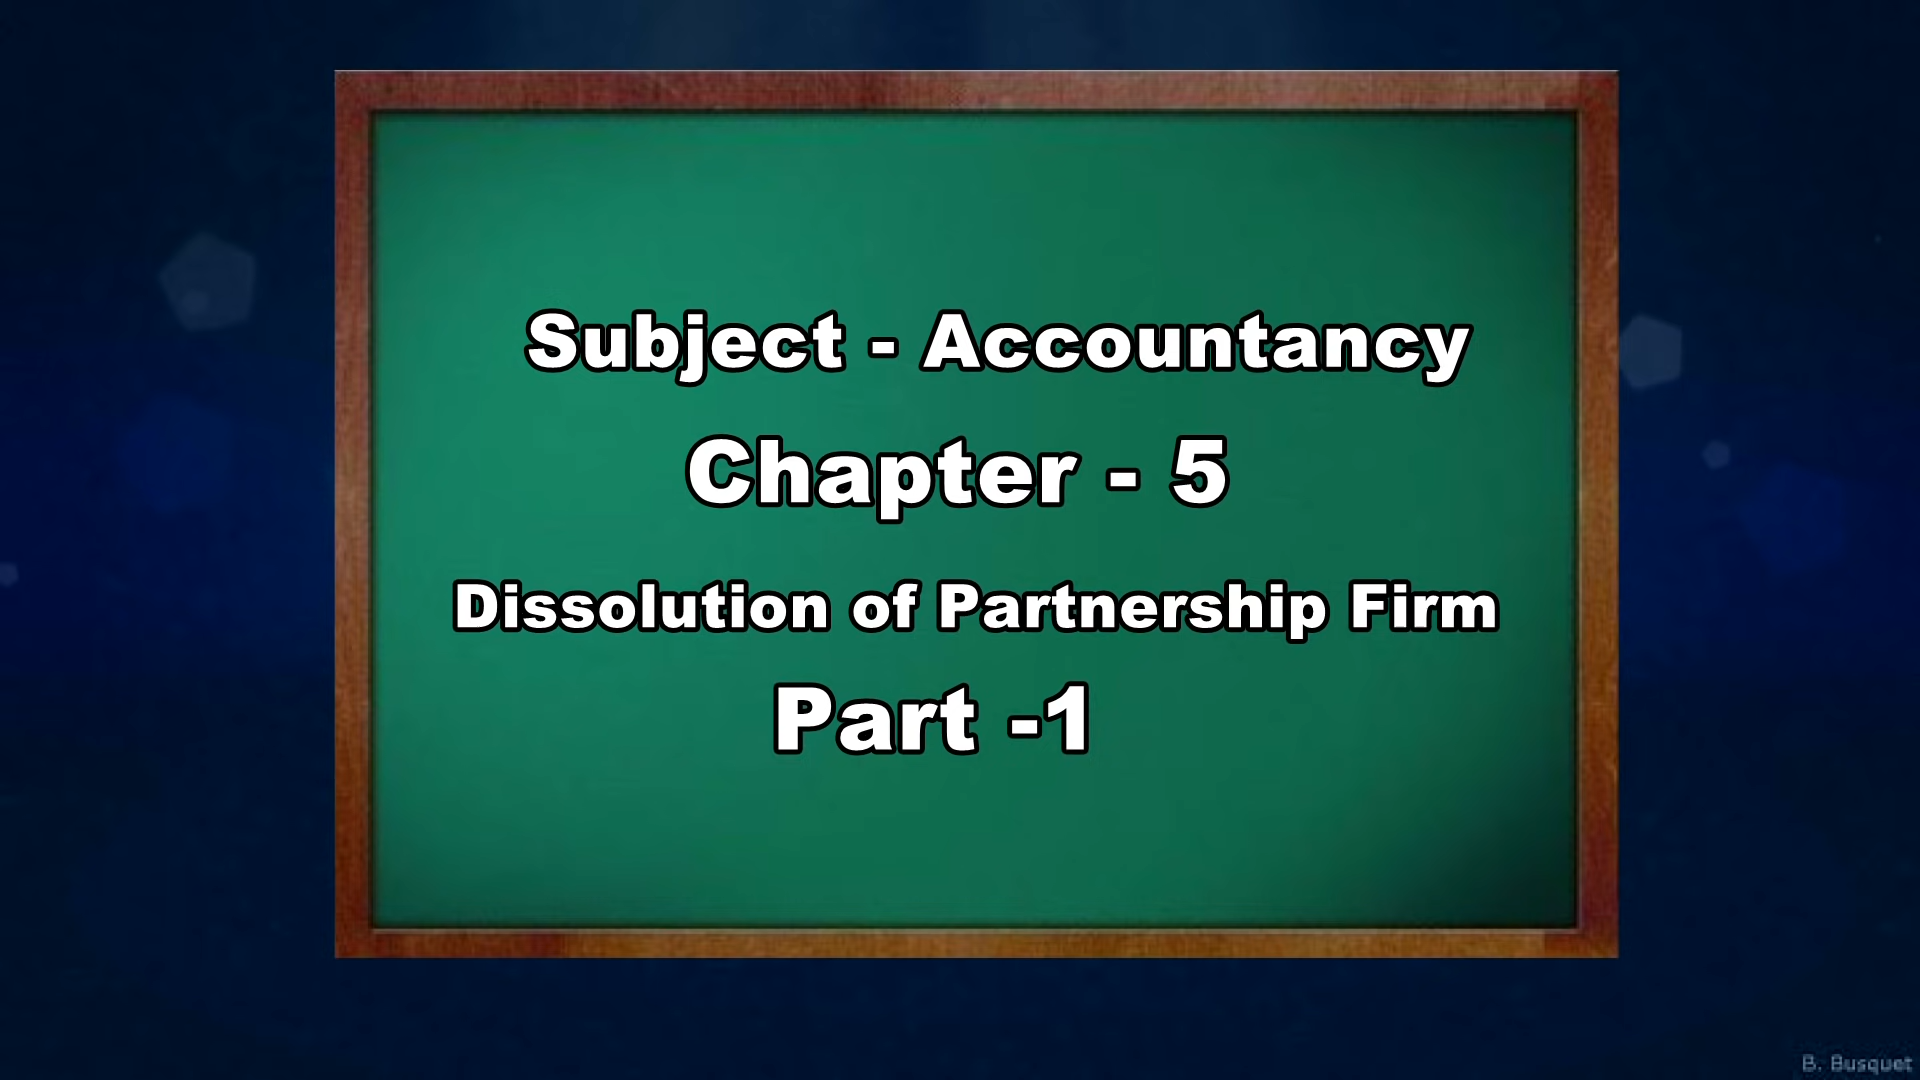 Subject - Accountancy
Chapter - 5
Dissolution of Partnership Firm
Part -1
B. Busquet